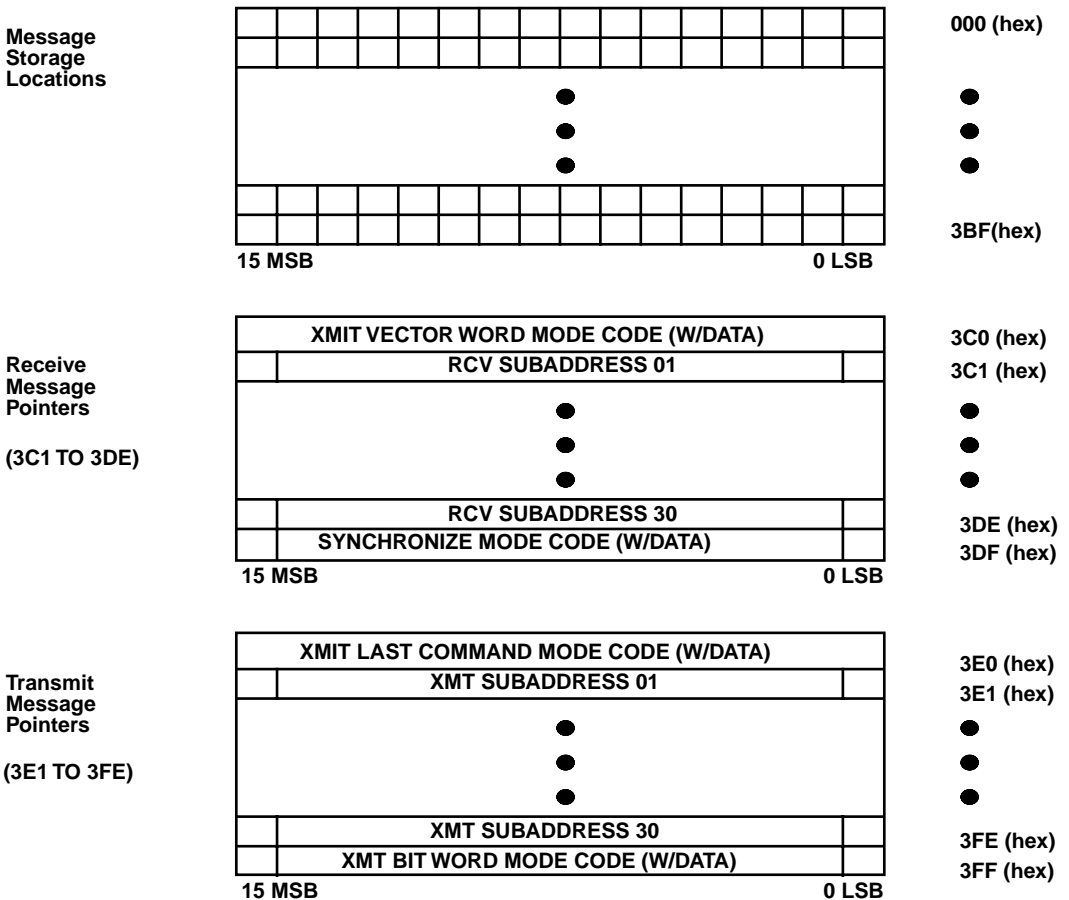 Message
Storage
Locations
000 (hex)
3BF(hex)
15 MSB
0 LSB
Receive
Message
Pointers
(3C1 TO 3DE)
XMIT VECTOR WORD MODE CODE (W/DATA)
3C0 (hex)
RCV SUBADDRESS 01
3C1 (hex)
RCV SUBADDRESS 30
3DE (hex)
SYNCHRONIZE MODE CODE (W/DATA)
3DF (hex)
15 MSB
0 LSB
Transmit
Message
Pointers
(3E1 TO 3FE)
XMIT LAST COMMAND MODE CODE (W/DATA)
3E0 (hex)
XMT SUBADDRESS 01
3E1 (hex)
XMT SUBADDRESS 30
3FE (hex)
XMT BIT WORD MODE CODE (W/DATA)
3FF (hex)
15 MSB
0 LSB